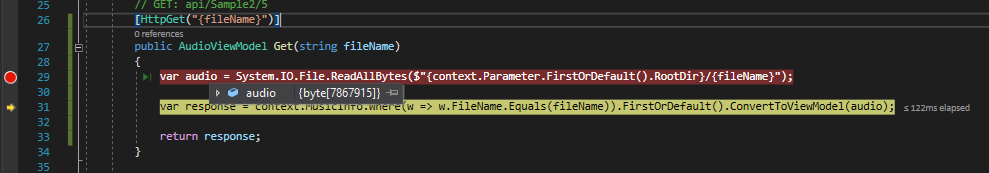 25 // GET: api/Sample2/5
26 [HttpGet("{fileName}")]
0 references
27 public AudioViewModel Get(string fileName)
28 {
29 var audio = System.IO.File.ReadAllBytes($"{context.Parameter.FirstOrDefault().RootDir}/{fileName}");
audio {byte[7867915]}
31 var response = context.MusicInfo.Where(w => w.FileName.Equals(fileName)).FirstOrDefault().ConvertToViewModel(audio); ≤ 122ms elapsed
32
33 return response;
34 }
35